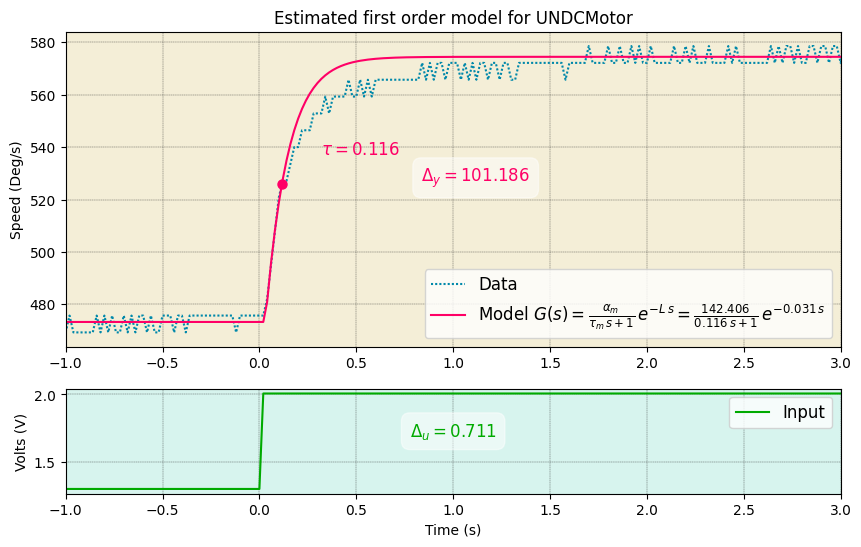 Estimated first order model for UNDCMotor
580
560
540
520
500
480
Speed (Deg/s)
τ = 0.116
Δ_y = 101.186
Data
Model G(s) = \frac{α_m}{τ_m s+1} e^{-L s} = \frac{142.406}{0.116 s+1} e^{-0.031 s}
−1.0 −0.5 0.0 0.5 1.0 1.5 2.0 2.5 3.0
2.0
1.5
Volts (V)
Input
Δ_u = 0.711
−1.0 −0.5 0.0 0.5 1.0 1.5 2.0 2.5 3.0
Time (s)